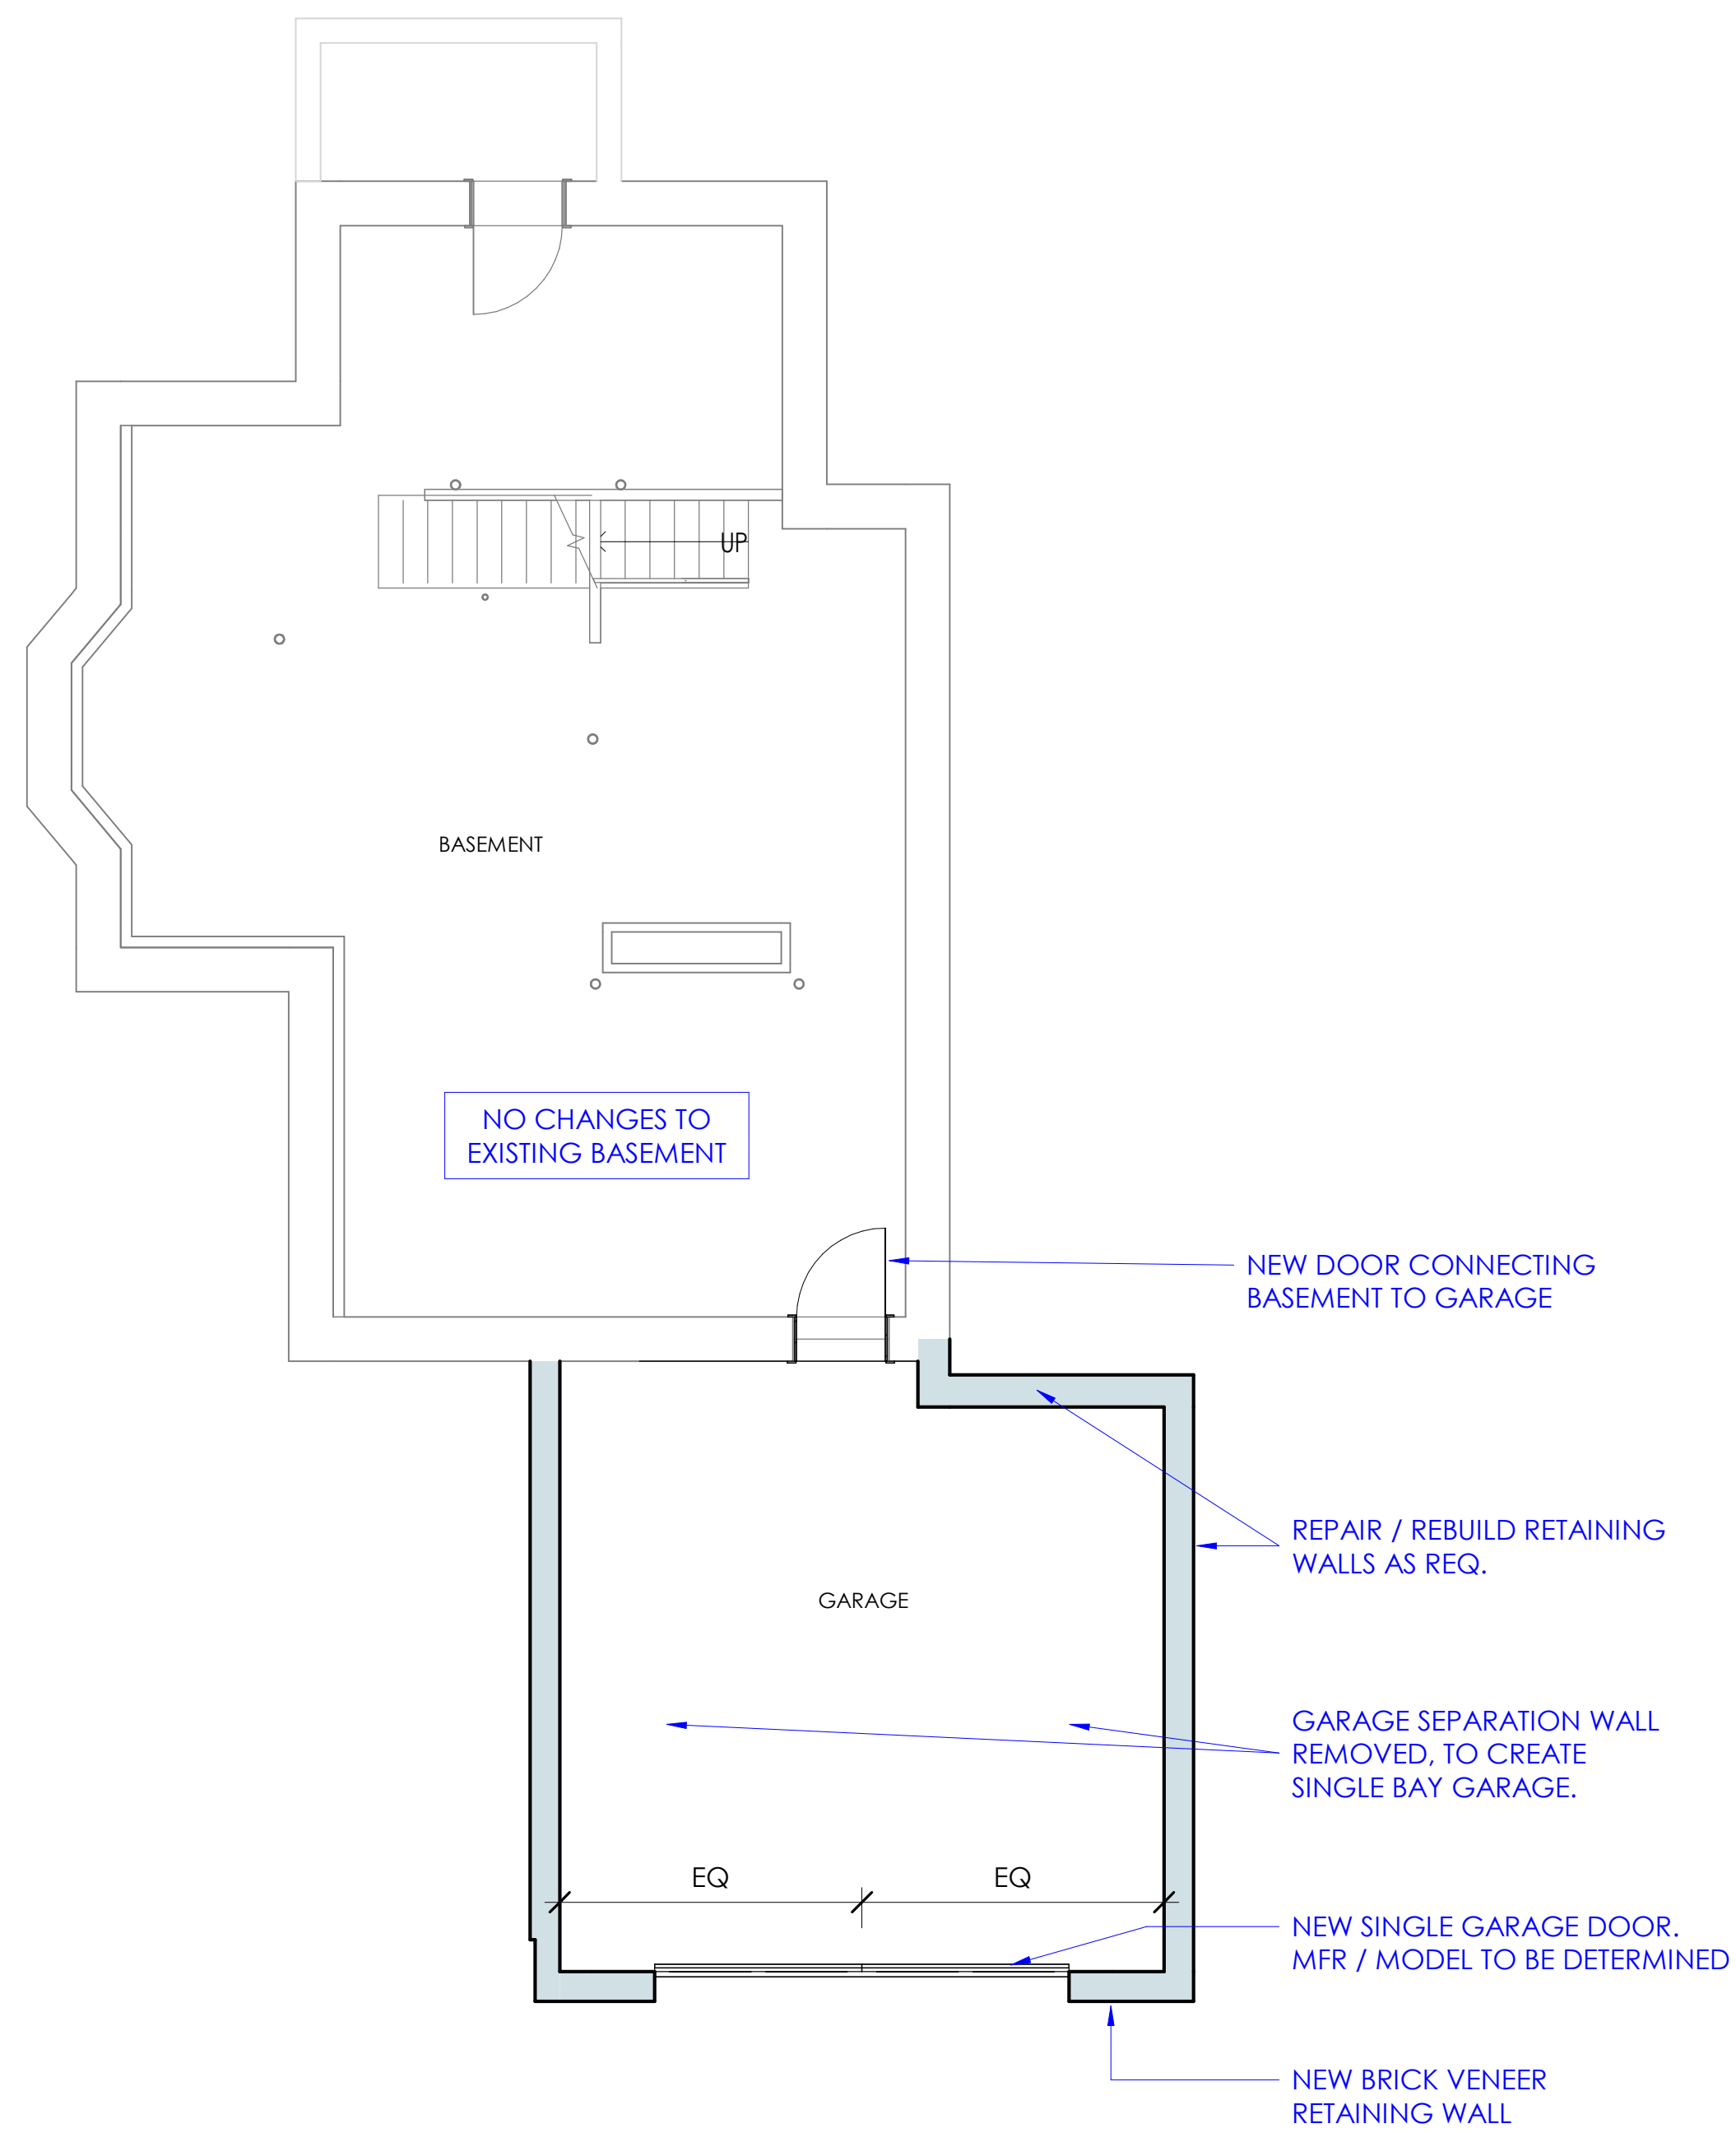 UP
BASEMENT
NO CHANGES TO
EXISTING BASEMENT
NEW DOOR CONNECTING
BASEMENT TO GARAGE
REPAIR / REBUILD RETAINING
WALLS AS REQ.
GARAGE
GARAGE SEPARATION WALL
REMOVED, TO CREATE
SINGLE BAY GARAGE.
EQ
EQ
NEW SINGLE GARAGE DOOR.
MFR / MODEL TO BE DETERMINED
NEW BRICK VENEER
RETAINING WALL